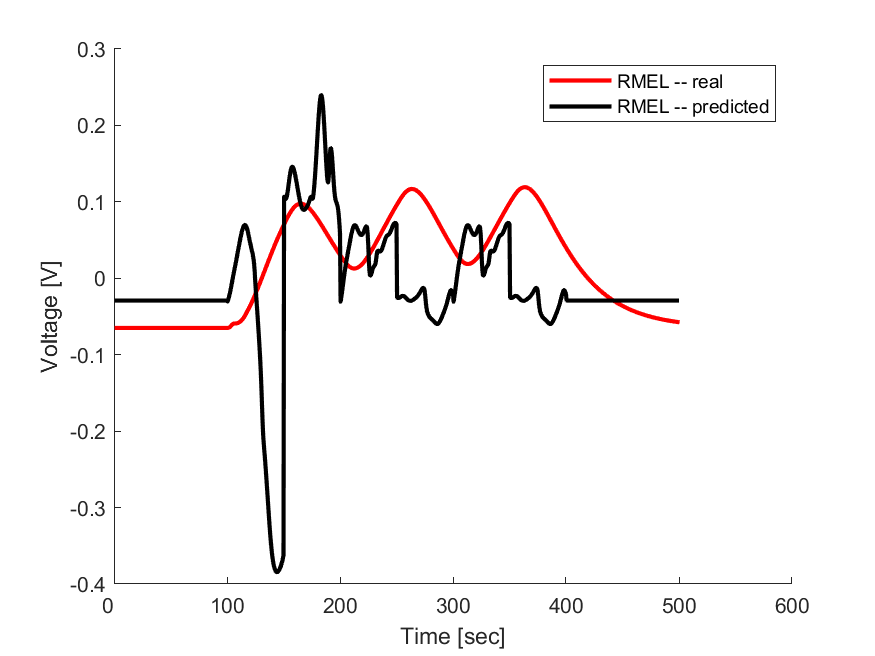 0.3
0.2
0.1
0
-0.1
-0.2
-0.3
-0.4
Voltage [V]
RMEL -- real
RMEL -- predicted
0 100 200 300 400 500 600
Time [sec]